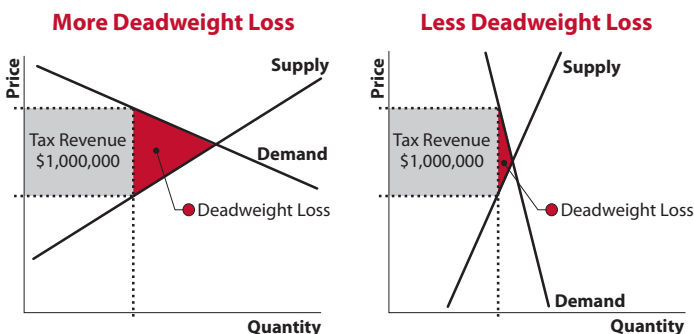 More Deadweight Loss
Price
Supply
Tax Revenue
$1,000,000
Demand
Deadweight Loss
Quantity
Less Deadweight Loss
Price
Supply
Tax Revenue
$1,000,000
Deadweight Loss
Demand
Quantity